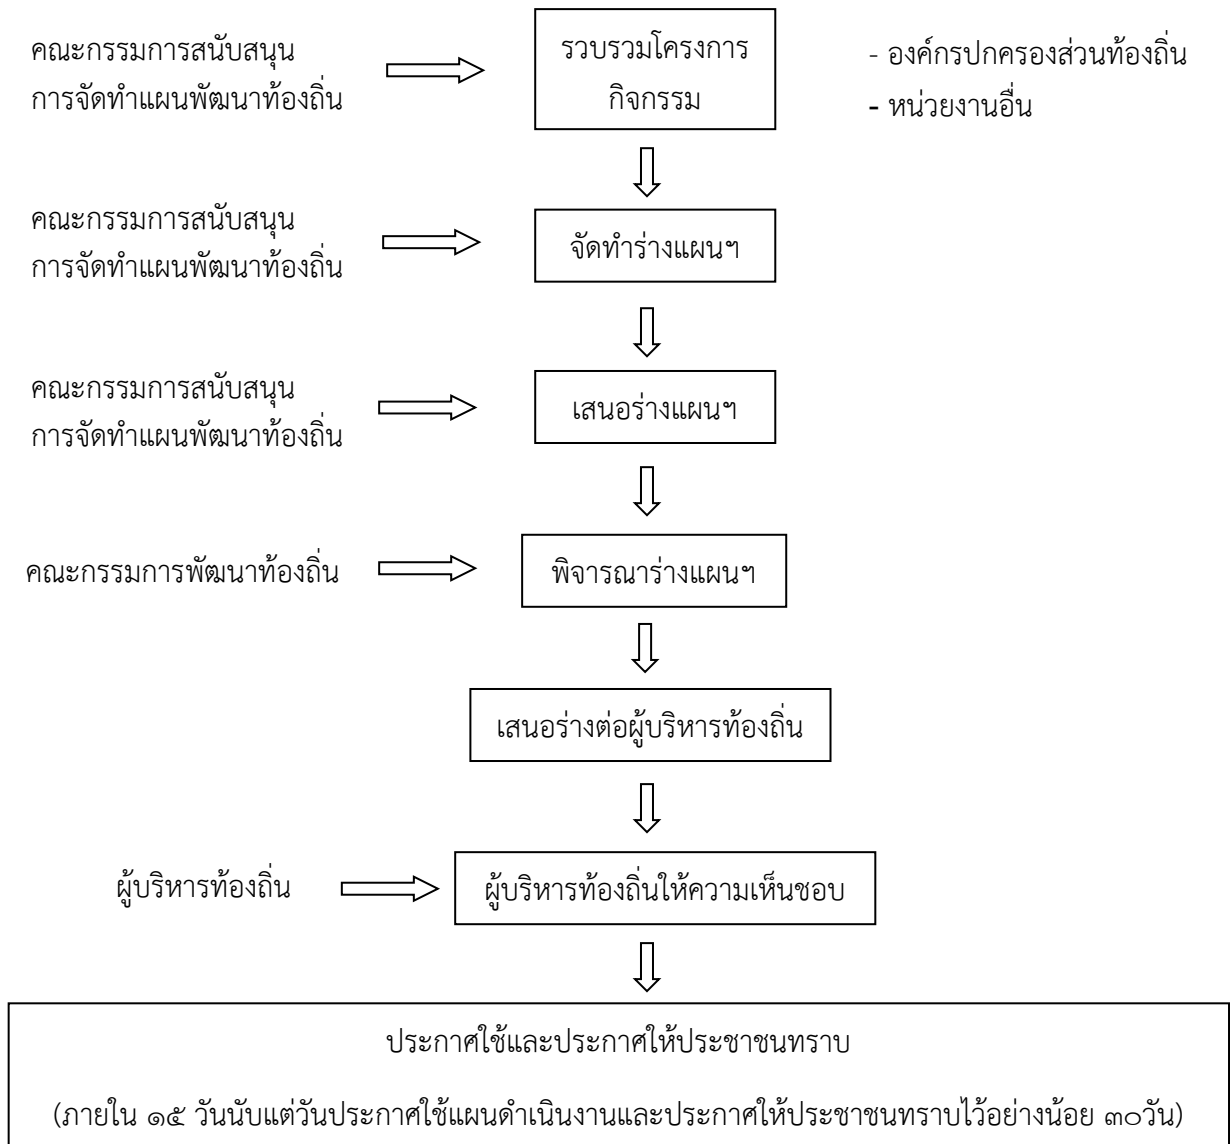 คณะกรรมการสนับสนุน
การจัดทำแผนพัฒนาท้องถิ่น
รวบรวมโครงการ
กิจกรรม
- องค์กรปกครองส่วนท้องถิ่น
- หน่วยงานอื่น
คณะกรรมการสนับสนุน
การจัดทำแผนพัฒนาท้องถิ่น
จัดทำร่างแผนฯ
คณะกรรมการสนับสนุน
การจัดทำแผนพัฒนาท้องถิ่น
เสนอร่างแผนฯ
คณะกรรมการพัฒนาท้องถิ่น
พิจารณาร่างแผนฯ
เสนอร่างต่อผู้บริหารท้องถิ่น
ผู้บริหารท้องถิ่น
ผู้บริหารท้องถิ่นให้ความเห็นชอบ
ประกาศใช้และประกาศให้ประชาชนทราบ
(ภายใน ๑๕ วันนับแต่วันประกาศใช้แผนดำเนินงานและประกาศให้ประชาชนทราบไว้อย่างน้อย ๓๐วัน)